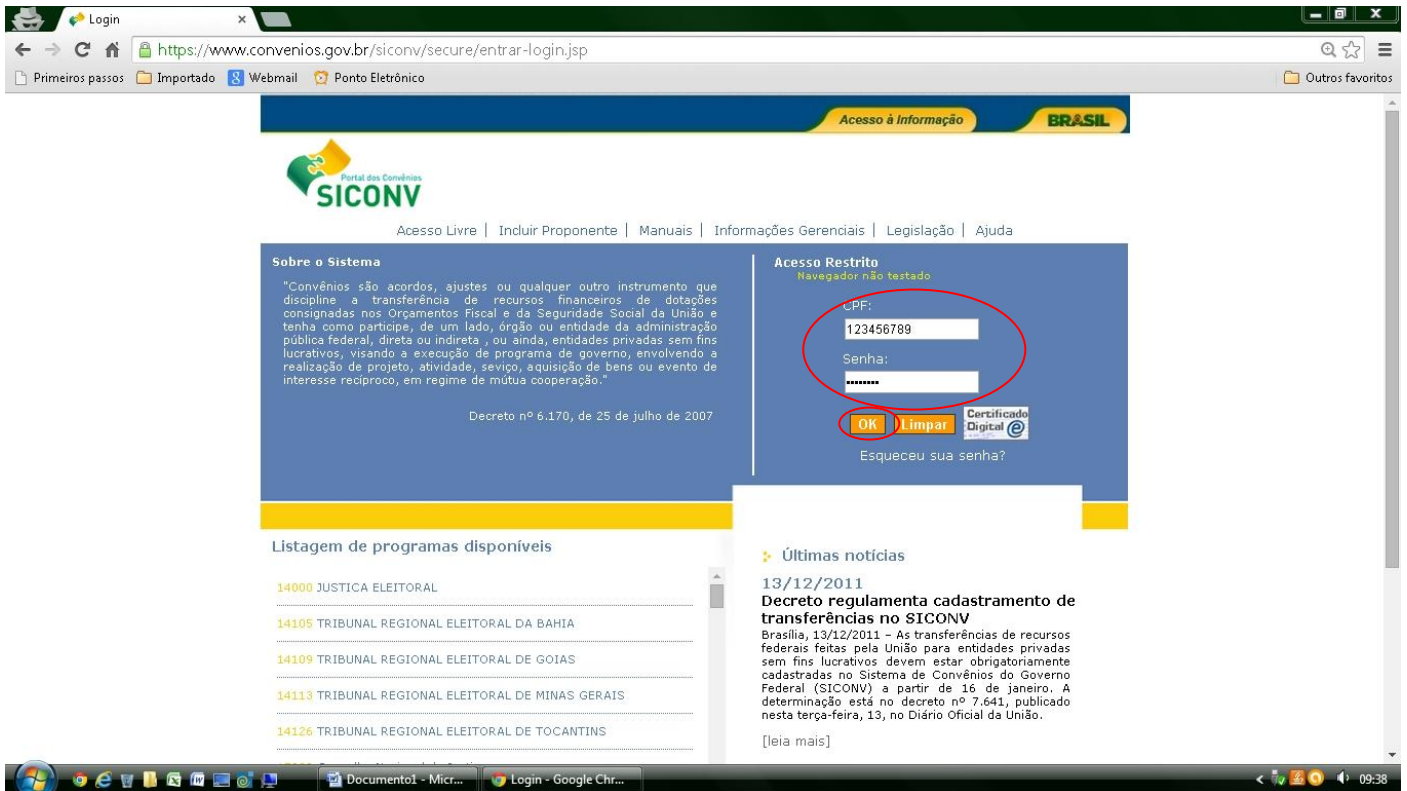 Login
https://www.convenios.gov.br/siconv/secure/entrar-login.jsp
Primeiros passos Importado Webmail Ponto Eletrônico Outros favoritos
Acesso à Informação BRASIL
Portal dos Convênios
SICONV
Acesso Livre | Incluir Proponente | Manuais | Informações Gerenciais | Legislação | Ajuda
Sobre o Sistema
"Convênios são acordos, ajustes ou qualquer outro instrumento que
discipline a transferência de recursos financeiros de dotações
consignadas nos Orçamentos Fiscal e da Seguridade Social da União e
tenha como partícipe, de um lado, órgão ou entidade da administração
pública federal, direta ou indireta , ou ainda, entidades privadas sem fins
lucrativos, visando a execução de programa de governo, envolvendo a
realização de projeto, atividade, seviço, aquisição de bens ou evento de
interesse recíproco, em regime de mútua cooperação."
Decreto nº 6.170, de 25 de julho de 2007
Acesso Restrito
Navegador não testado
CPF:
123456789
Senha:
••••••••
OK Limpar Certificado
Digital
Esqueceu sua senha?
Listagem de programas disponíveis
14000 JUSTICA ELEITORAL
14105 TRIBUNAL REGIONAL ELEITORAL DA BAHIA
14109 TRIBUNAL REGIONAL ELEITORAL DE GOIAS
14113 TRIBUNAL REGIONAL ELEITORAL DE MINAS GERAIS
14126 TRIBUNAL REGIONAL ELEITORAL DE TOCANTINS
Últimas notícias
13/12/2011
Decreto regulamenta cadastramento de
transferências no SICONV
Brasília, 13/12/2011 – As transferências de recursos
federais feitas pela União para entidades privadas
sem fins lucrativos devem estar obrigatoriamente
cadastradas no Sistema de Convênios do Governo
Federal (SICONV) a partir de 16 de janeiro. A
determinação está no decreto nº 7.641, publicado
nesta terça-feira, 13, no Diário Oficial da União.
[leia mais]
Documento1 - Micr... Login - Google Chr... 09:38